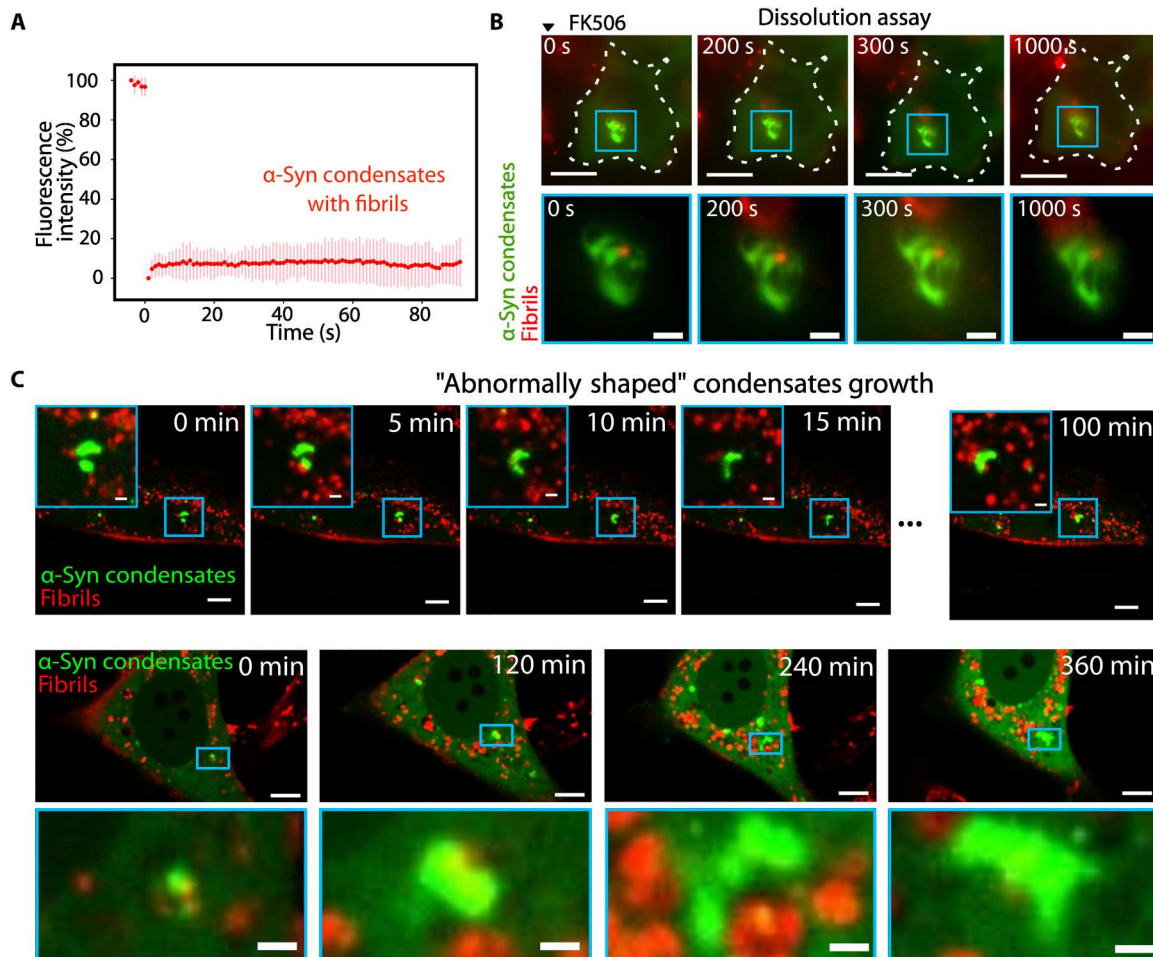 A
Fluorescence
intensity (%)
100
80
60
40
20
0
α-Syn condensates
with fibrils
0
20
40
60
80
Time (s)
B
FK506
Dissolution assay
0 s
200 s
300 s
1000 s
α-Syn condensates
Fibrils
0 s
200 s
300 s
1000 s
C
"Abnormally shaped" condensates growth
0 min
5 min
10 min
15 min
...
100 min
α-Syn condensates
Fibrils
α-Syn condensates
Fibrils
0 min
120 min
240 min
360 min